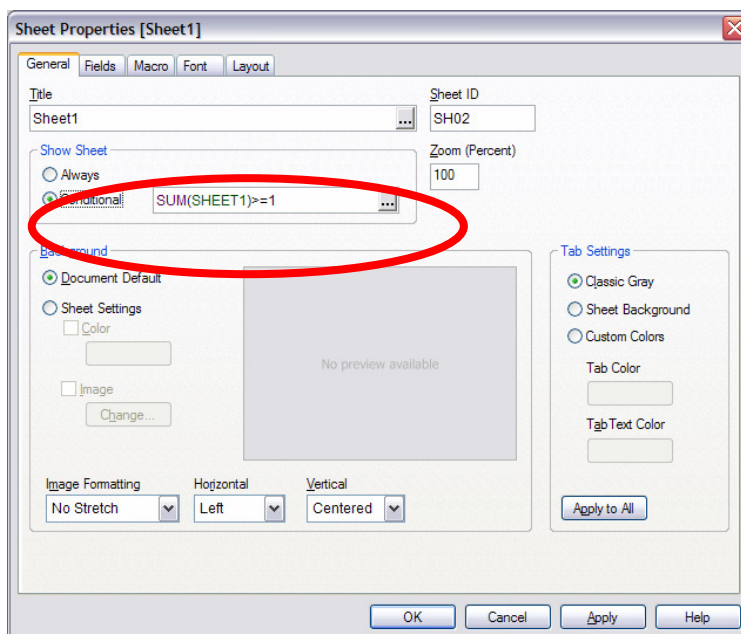 Sheet Properties [Sheet1]
General Fields Macro Font Layout
Title
Sheet1 ...
Sheet ID
SH02
Show Sheet
Always
Conditional SUM(SHEET1)>=1 ...
Zoom (Percent)
100
Background
Document Default
Sheet Settings
Color
Image
Change...
No preview available
Image Formatting
No Stretch
Horizontal
Left
Vertical
Centered
Tab Settings
Classic Gray
Sheet Background
Custom Colors
Tab Color
Tab Text Color
Apply to All
OK Cancel Apply Help